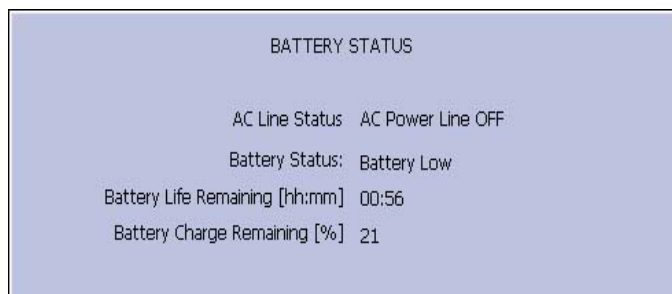 BATTERY STATUS
AC Line Status AC Power Line OFF
Battery Status: Battery Low
Battery Life Remaining [hh:mm] 00:56
Battery Charge Remaining [%] 21